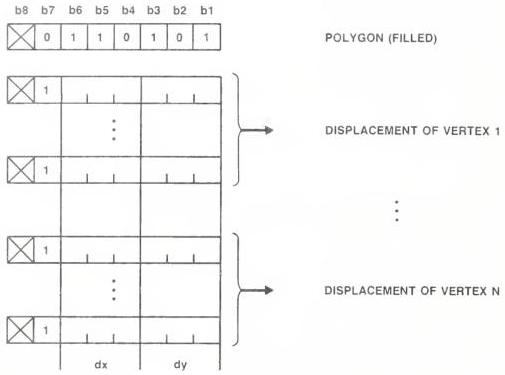 b8 b7 b6 b5 b4 b3 b2 b1
0 1 1 0 1 0 1 POLYGON (FILLED)
1
DISPLACEMENT OF VERTEX 1
1
1
DISPLACEMENT OF VERTEX N
1
dx dy